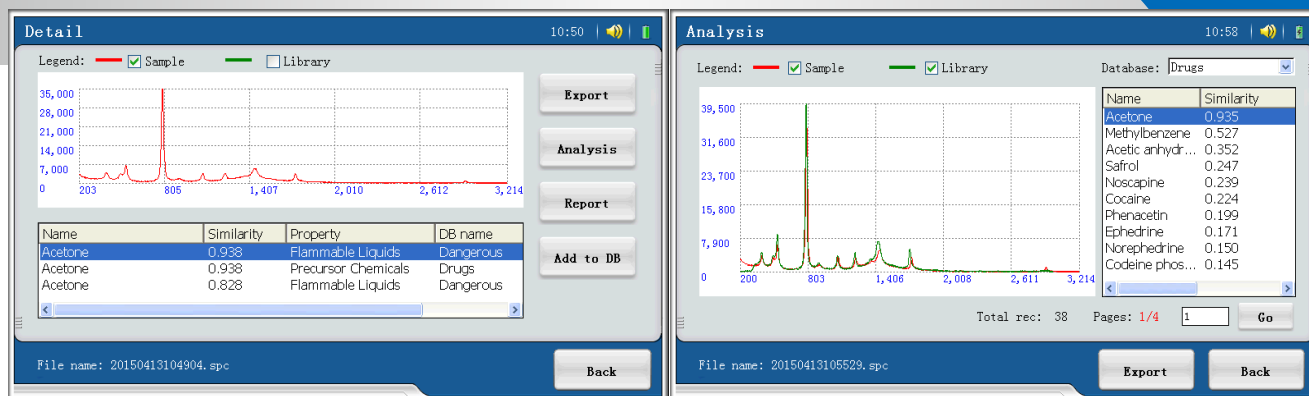 Detail
10:50
Legend: Sample Library
35,000
28,000
21,000
14,000
7,000
0 203 805 1,407 2,010 2,612 3,214
Export
Analysis
Report
Add to DB
Name Similarity Property DB name
Acetone 0.938 Flammable Liquids Dangerous
Acetone 0.938 Precursor Chemicals Drugs
Acetone 0.828 Flammable Liquids Dangerous
File name: 20150413104904.spc
Back
Analysis
10:58
Legend: Sample Library
Database: Drugs
39,500
31,600
23,700
15,800
7,900
0 200 803 1,406 2,008 2,611 3,214
Name Similarity
Acetone 0.935
Methylbenzene 0.527
Acetic anhydr... 0.352
Safrol 0.247
Noscapine 0.239
Cocaine 0.224
Phenacetin 0.199
Ephedrine 0.171
Norephedrine 0.150
Codeine phos... 0.145
Total rec: 38 Pages: 1/4 1 Go
File name: 20150413105529.spc
Export
Back